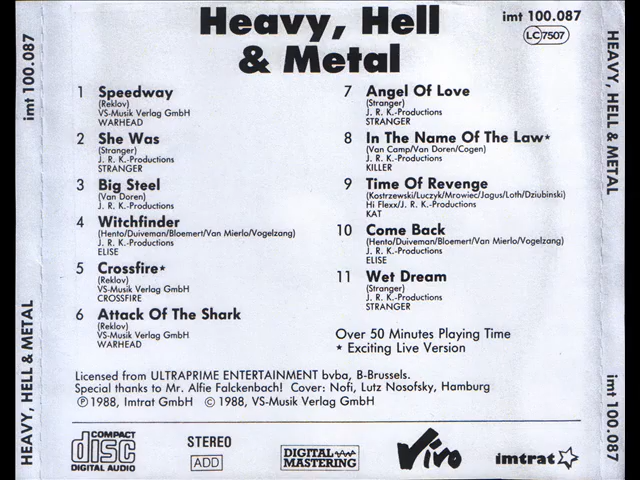 Heavy, Hell
& Metal
imt 100.087
LC 7507
imt 100.087
HEAVY, HELL & METAL
1 Speedway
(Reklov)
VS-Musik Verlag GmbH
WARHEAD
2 She Was
(Stranger)
J. R. K.-Productions
STRANGER
3 Big Steel
(Van Doren)
J. R. K.-Productions
4 Witchfinder
(Hento/Duiveman/Bloemert/Van Mierlo/Vogelzang)
J. R. K.-Productions
ELISE
5 Crossfire*
(Reklov)
VS-Musik Verlag GmbH
CROSSFIRE
6 Attack Of The Shark
(Reklov)
VS-Musik Verlag GmbH
WARHEAD
7 Angel Of Love
(Stranger)
J. R. K.-Productions
STRANGER
8 In The Name Of The Law*
(Van Camp/Van Doren/Cogen)
J. R. K.-Productions
KILLER
9 Time Of Revenge
(Kostrzewski/Luczyk/Mrowiec/Jagus/Loth/Dziubinski)
Hi Flexx/J. R. K.-Productions
KAT
10 Come Back
(Hento/Duiveman/Bloemert/Van Mierlo/Vogelzang)
J. R. K.-Productions
ELISE
11 Wet Dream
(Stranger)
J. R. K.-Productions
STRANGER
Over 50 Minutes Playing Time
* Exciting Live Version
Licensed from ULTRAPRIME ENTERTAINMENT bvba, B-Brussels.
Special thanks to Mr. Alfie Falckenbach! Cover: Nofi, Lutz Nosofsky, Hamburg
℗ 1988, Imtrat GmbH © 1988, VS-Musik Verlag GmbH
HEAVY, HELL & METAL
imt 100.087
COMPACT
disc
DIGITAL AUDIO
STEREO
ADD
DIGITAL
MASTERING
Vivo
imtrat